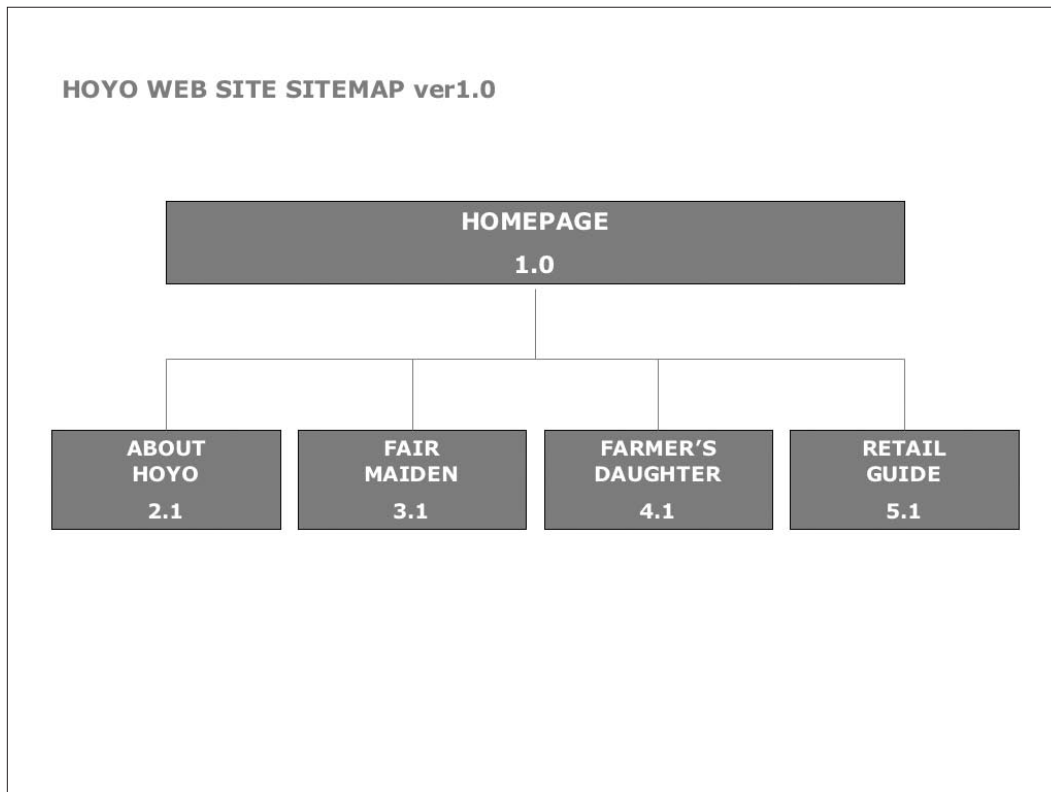 HOYO WEB SITE SITEMAP ver1.0
HOMEPAGE
1.0
ABOUT
HOYO
2.1
FAIR
MAIDEN
3.1
FARMER’S
DAUGHTER
4.1
RETAIL
GUIDE
5.1